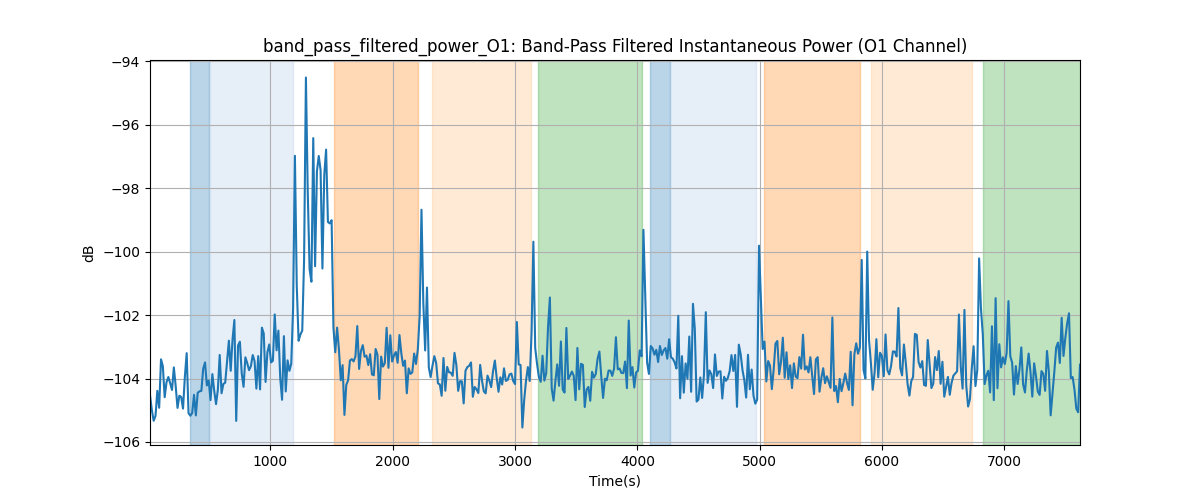 band_pass_filtered_power_O1: Band-Pass Filtered Instantaneous Power (O1 Channel)
−94
−96
−98
−100
−102
−104
−106
dB
1000 2000 3000 4000 5000 6000 7000
Time(s)